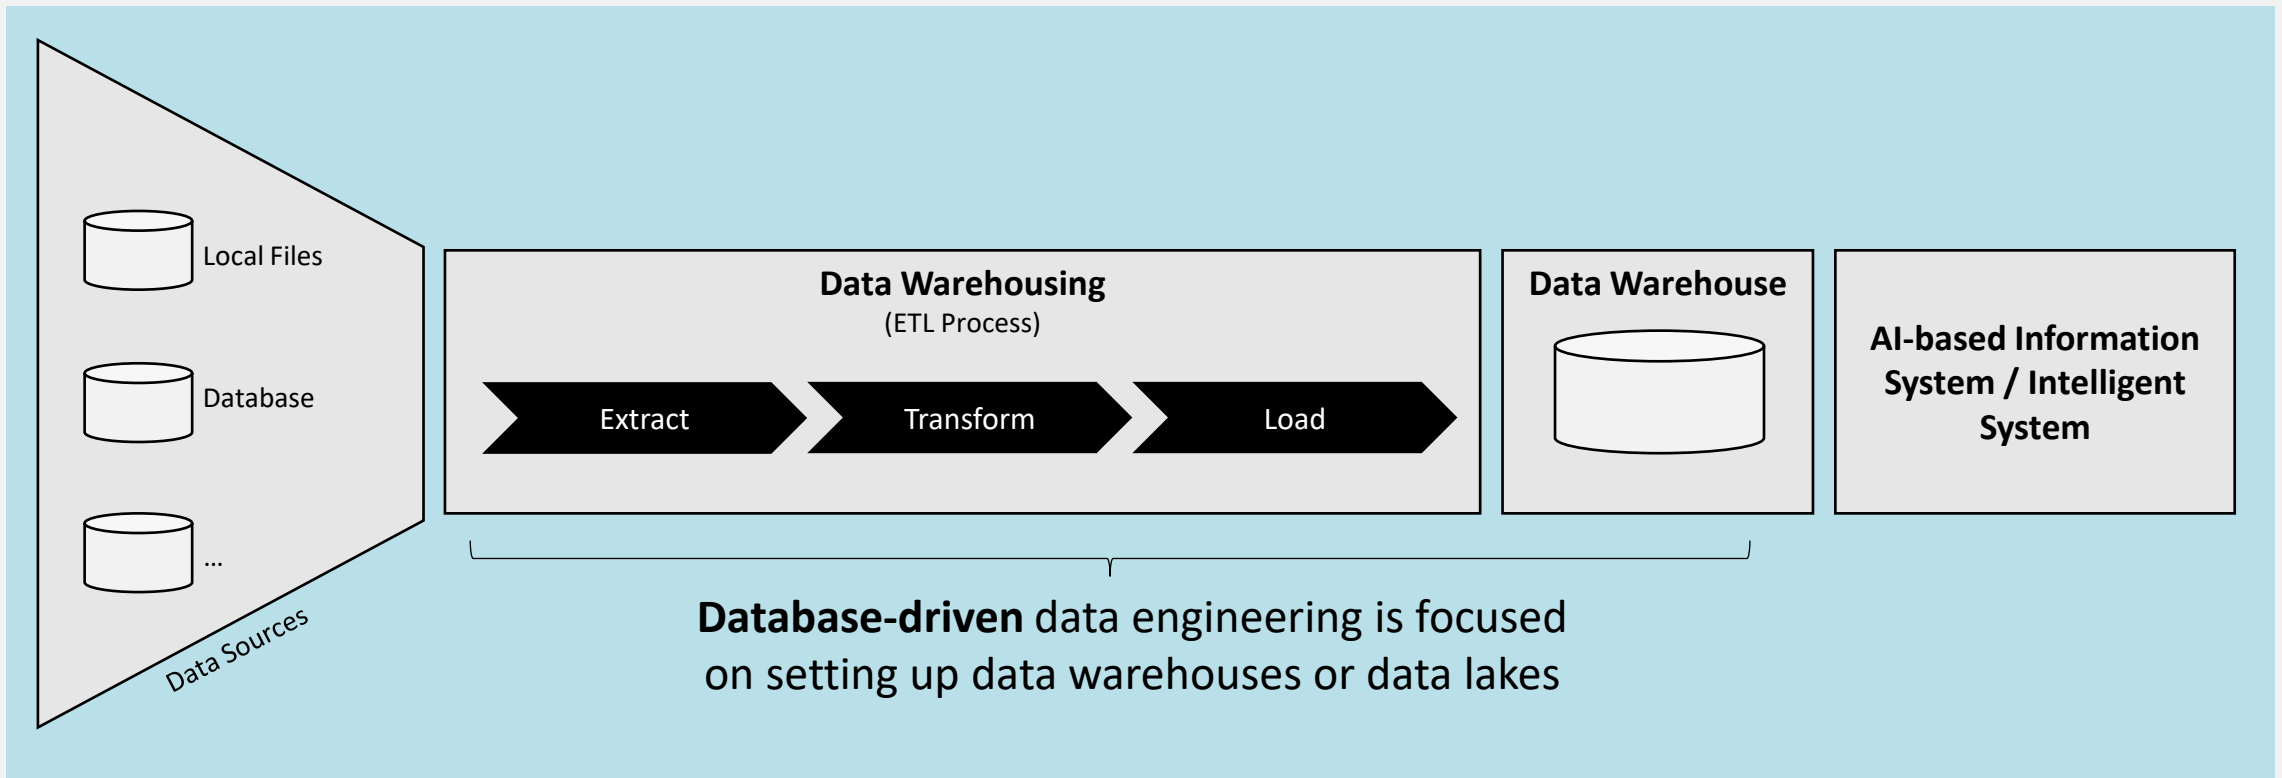 Local Files
Database
...
Data Sources
Data Warehousing
(ETL Process)
Extract
Transform
Load
Data Warehouse
AI-based Information
System / Intelligent
System
Database-driven data engineering is focused
on setting up data warehouses or data lakes